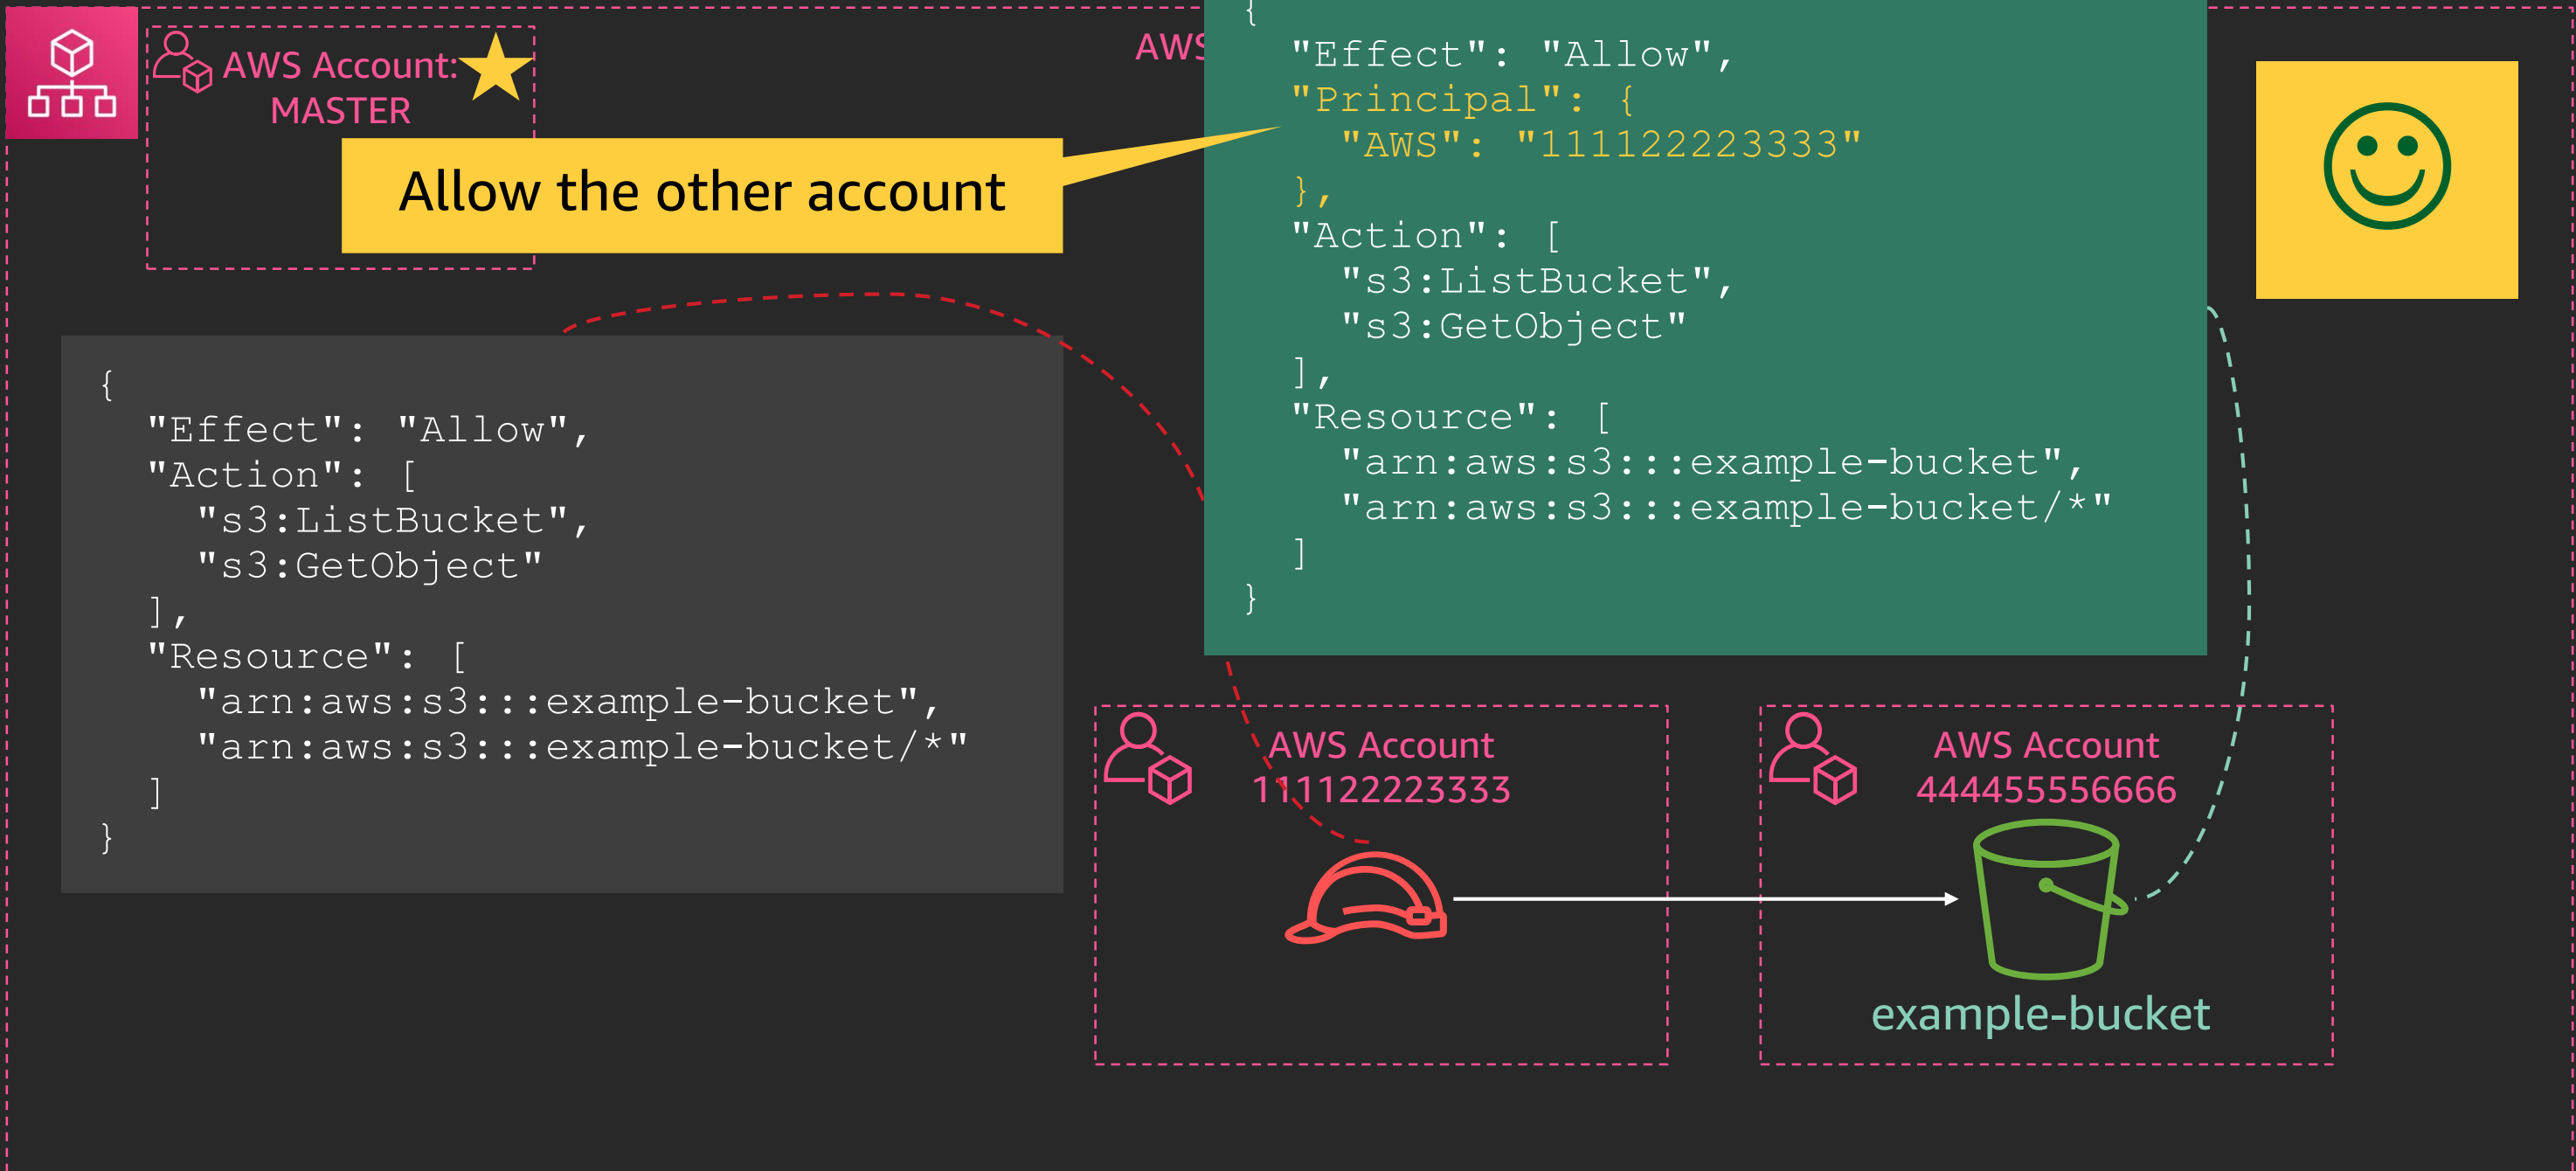 AWS Account:
MASTER
AWS
Allow the other account
{
"Effect": "Allow",
"Principal": {
"AWS": "111122223333"
},
"Action": [
"s3:ListBucket",
"s3:GetObject"
],
"Resource": [
"arn:aws:s3:::example-bucket",
"arn:aws:s3:::example-bucket/*"
]
}
{
"Effect": "Allow",
"Action": [
"s3:ListBucket",
"s3:GetObject"
],
"Resource": [
"arn:aws:s3:::example-bucket",
"arn:aws:s3:::example-bucket/*"
]
}
AWS Account
111122223333
AWS Account
444455556666
example-bucket